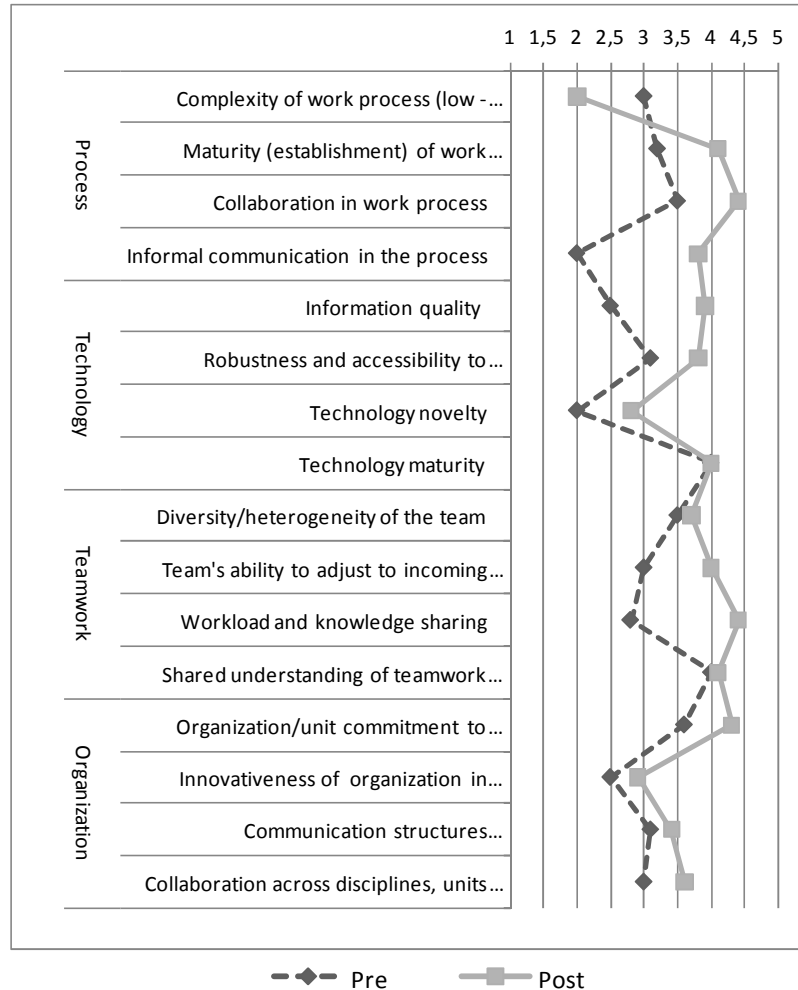 1 1,5 2 2,5 3 3,5 4 4,5 5
Process
Complexity of work process (low - ...
Maturity (establishment) of work ...
Collaboration in work process
Informal communication in the process
Technology
Information quality
Robustness and accessibility to ...
Technology novelty
Technology maturity
Teamwork
Diversity/heterogeneity of the team
Team's ability to adjust to incoming ...
Workload and knowledge sharing
Shared understanding of teamwork ...
Organization
Organization/unit commitment to ...
Innovativeness of organization in ...
Communication structures ...
Collaboration across disciplines, units ...
Pre Post